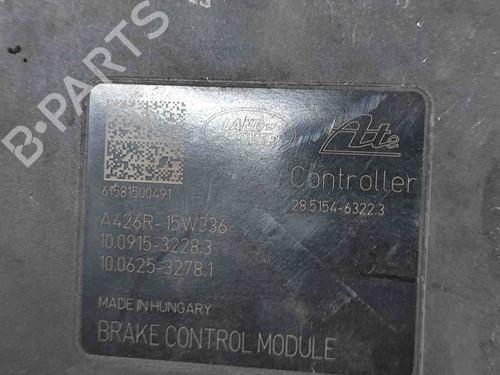 B-PARTS
LAND
ROVER
Ate
61581500491
Controller
28.5154-6322.3
A426R-15W336
10.0915-3228.3
10.0625-3278.1
MADE IN HUNGARY
BRAKE CONTROL MODULE